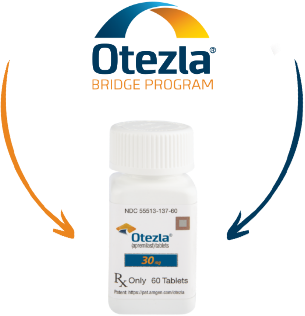 Otezla®
BRIDGE PROGRAM
NDC 55513-137-60
Otezla®
(apremilast) tablets
30 mg
Rx Only 60 Tablets